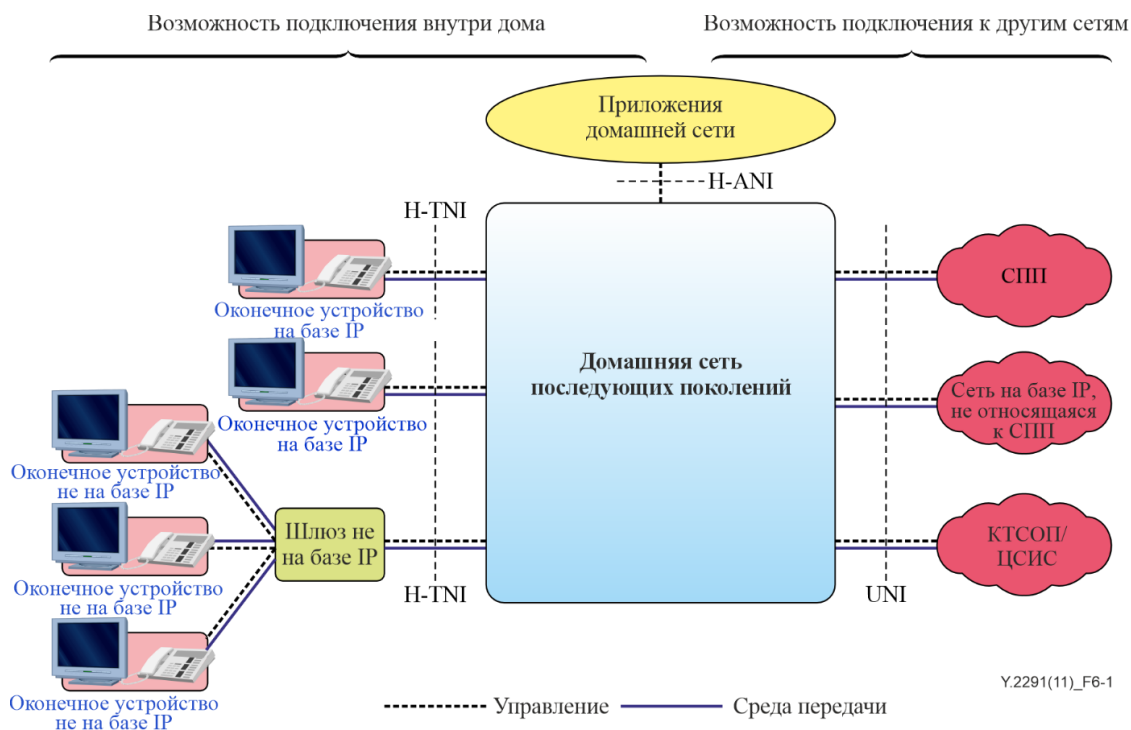 Возможность подключения внутри дома
Возможность подключения к другим сетям
Приложения
домашней сети
H-ANI
H-TNI
Оконечное устройство
на базе IP
СПП
Домашняя сеть
последующих поколений
Оконечное устройство
на базе IP
Сеть на базе IP,
не относящаяся
к СПП
Оконечное устройство
не на базе IP
Шлюз не
на базе IP
КТСОП/
ЦСИС
Оконечное устройство
не на базе IP
H-TNI
UNI
Оконечное устройство
не на базе IP
Y.2291(11)_F6-1
Управление
Среда передачи